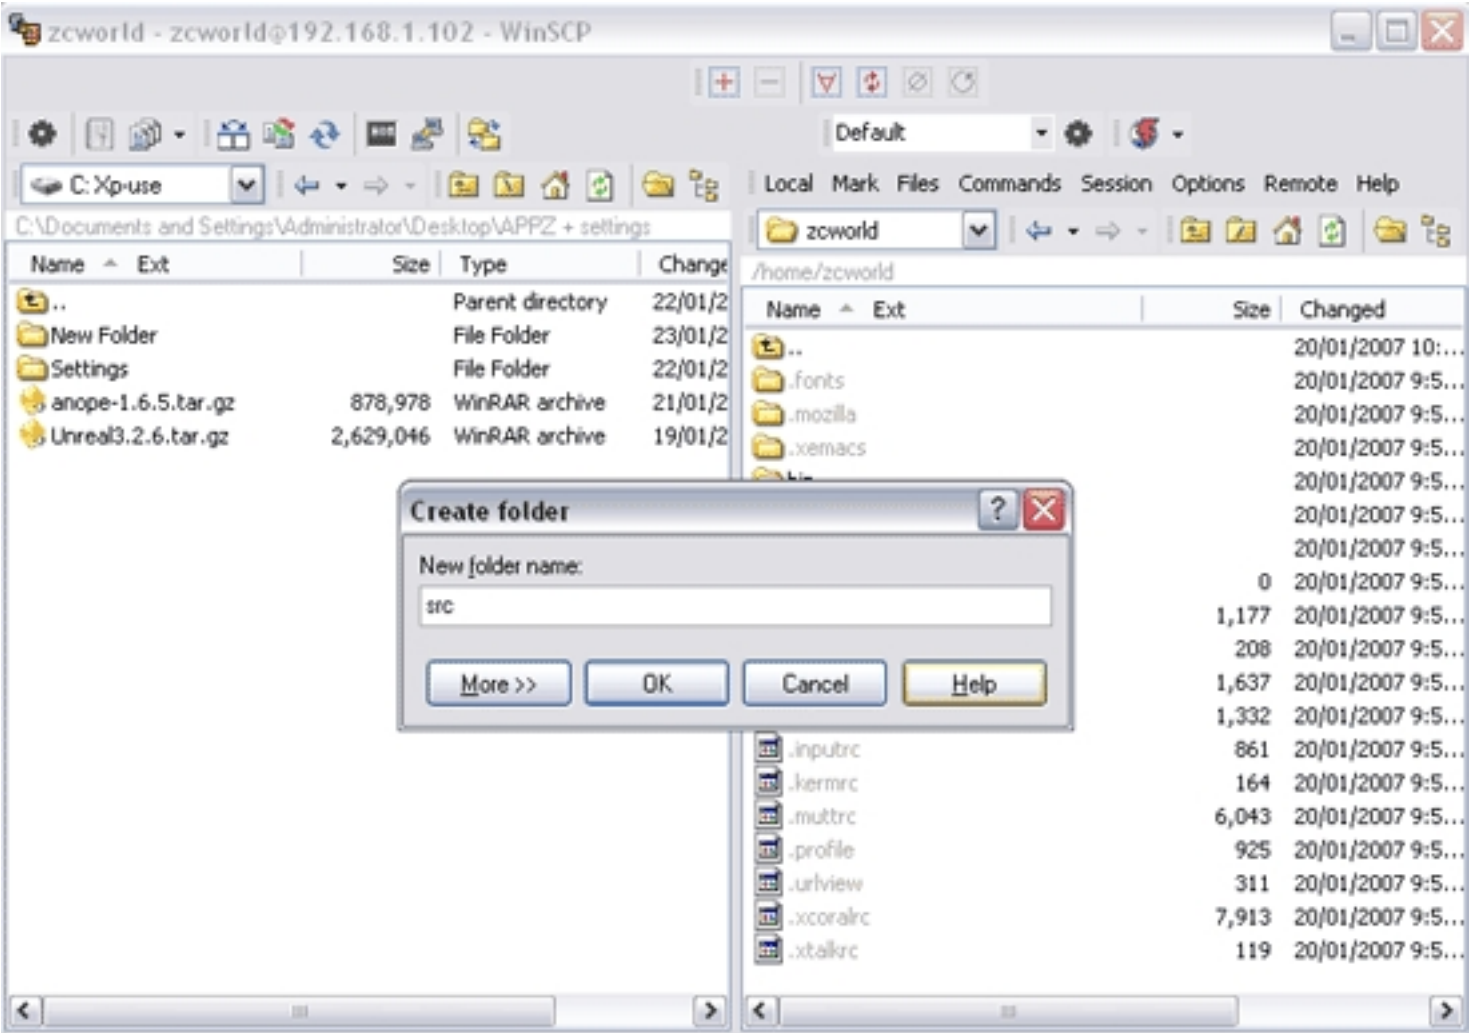 zcworld - zcworld@192.168.1.102 - WinSCP
Default
C: Xp-use
Local Mark Files Commands Session Options Remote Help
C:\Documents and Settings\Administrator\Desktop\APPZ + settings
zcworld
/home/zcworld
Name Ext Size Type Change
.. Parent directory 22/01/2
New Folder File Folder 23/01/2
Settings File Folder 22/01/2
anope-1.6.5.tar.gz 878,978 WinRAR archive 21/01/2
Unreal3.2.6.tar.gz 2,629,046 WinRAR archive 19/01/2
Name Ext Size Changed
.. 20/01/2007 10:...
.fonts 20/01/2007 9:5...
.mozilla 20/01/2007 9:5...
.xemacs 20/01/2007 9:5...
20/01/2007 9:5...
20/01/2007 9:5...
20/01/2007 9:5...
0 20/01/2007 9:5...
1,177 20/01/2007 9:5...
208 20/01/2007 9:5...
1,637 20/01/2007 9:5...
1,332 20/01/2007 9:5...
.inputrc 861 20/01/2007 9:5...
.kermrc 164 20/01/2007 9:5...
.muttrc 6,043 20/01/2007 9:5...
.profile 925 20/01/2007 9:5...
.urlview 311 20/01/2007 9:5...
.xcoralrc 7,913 20/01/2007 9:5...
.xtalkrc 119 20/01/2007 9:5...
Create folder
New folder name:
src
More >> OK Cancel Help